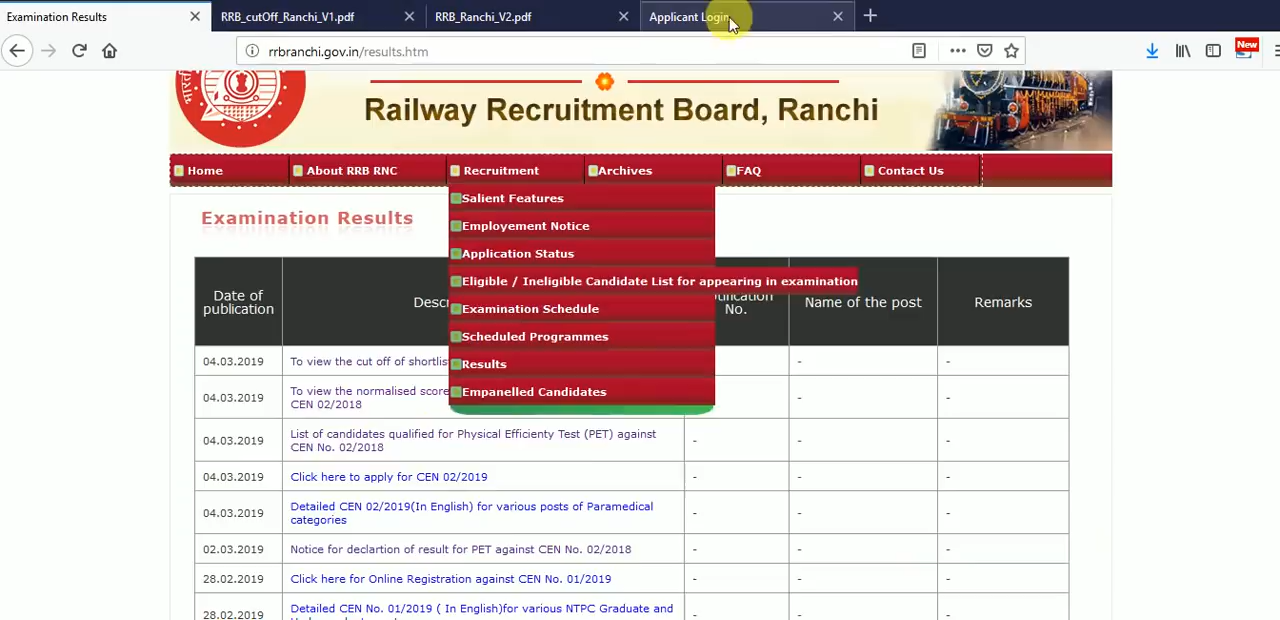 Examination Results
RRB_cutOff_Ranchi_V1.pdf
RRB_Ranchi_V2.pdf
Applicant Login
rrbranchi.gov.in/results.htm
New
Railway Recruitment Board, Ranchi
Home
About RRB RNC
Recruitment
Archives
FAQ
Contact Us
Salient Features
Employement Notice
Application Status
Eligible / Ineligible Candidate List for appearing in examination
Examination Schedule
Scheduled Programmes
Results
Empanelled Candidates
Examination Results
Date of publication
No.
Name of the post
Remarks
04.03.2019 To view the cut off of - -
04.03.2019 To view the normalised score - -
CEN 02/2018
04.03.2019 List of candidates qualified for Physical Efficienty Test (PET) against - - -
CEN No. 02/2018
04.03.2019 Click here to apply for CEN 02/2019 - - -
04.03.2019 Detailed CEN 02/2019(In English) for various posts of Paramedical - - -
categories
02.03.2019 Notice for declartion of result for PET against CEN No. 02/2018 - - -
28.02.2019 Click here for Online Registration against CEN No. 01/2019 - - -
28.02.2019 Detailed CEN No. 01/2019 ( In English)for various NTPC Graduate and - - -